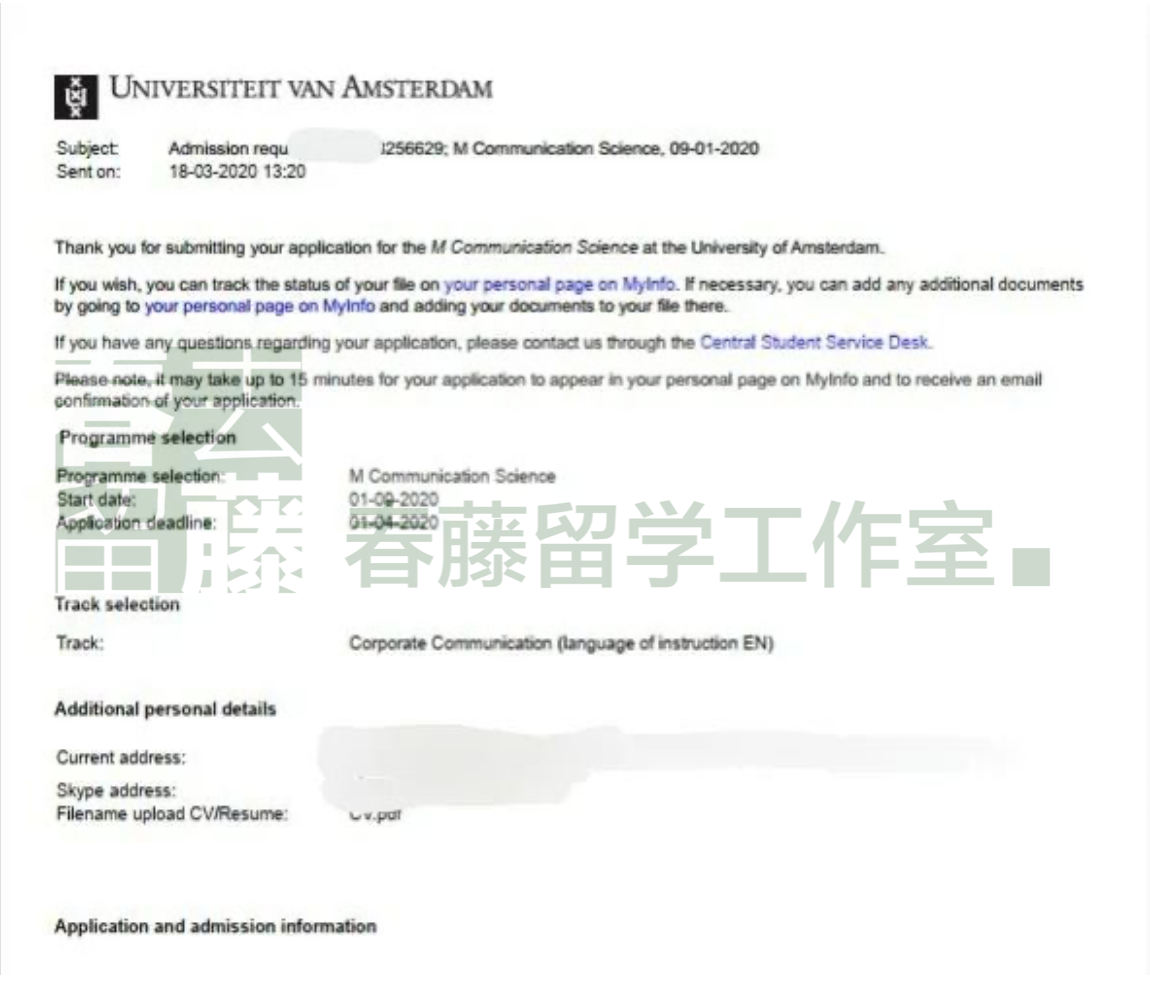 UNIVERSITEIT VAN AMSTERDAM
Subject: Admission requ 256629; M Communication Science, 09-01-2020
Sent on: 18-03-2020 13:20
Thank you for submitting your application for the M Communication Science at the University of Amsterdam.
If you wish, you can track the status of your file on your personal page on MyInfo. If necessary, you can add any additional documents
by going to your personal page on MyInfo and adding your documents to your file there.
If you have any questions regarding your application, please contact us through the Central Student Service Desk.
Please note, it may take up to 15 minutes for your application to appear in your personal page on MyInfo and to receive an email
confirmation of your application.
Programme selection
Programme selection: M Communication Science
Start date: 01-09-2020
Application deadline: 01-04-2020
春藤留学工作室
Track selection
Track: Corporate Communication (language of instruction EN)
Additional personal details
Current address:
Skype address:
Filename upload CV/Resume: CV.pdf
Application and admission information